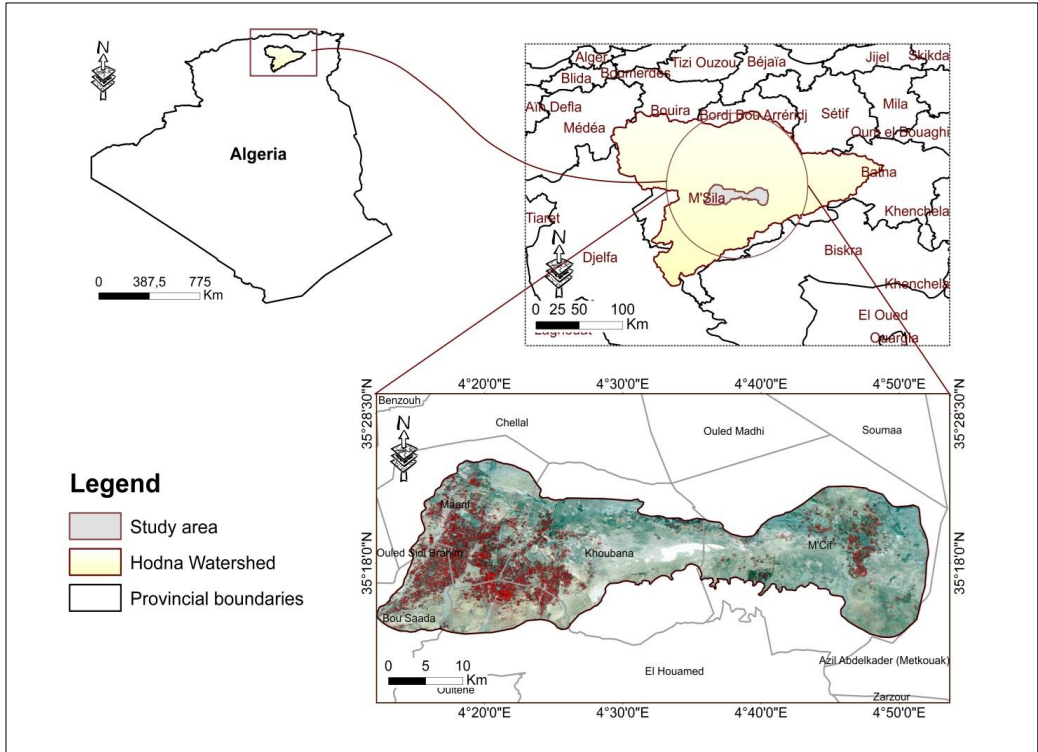 N
Algeria
0 387,5 775
Km
Alger
Tizi Ouzou
Béjaïa
Jijel
Skikda
Blida
Boumerdes
Aïn Defla
Bouira
Bordj Bou Arréridj
Sétif
Mila
Médéa
Oum el Bouaghi
Batna
M'Sila
Tiaret
Khenchela
N
Djelfa
Biskra
Khenchela
0 25 50 100
Km
El Oued
Laghouat
Ouargla
4°20'0"E 4°30'0"E 4°40'0"E 4°50'0"E
35°28'30"N
35°28'30"N
Benzouh
N
Chellal
Ouled Madhi
Soumaa
Maarif
Ouled Sidi Brahim
Khoubana
M'Cif
35°18'0"N
35°18'0"N
Bou Saada
0 5 10
Km
El Houamed
Azil Abdelkader (Metkouak)
Oultene
Zarzour
4°20'0"E 4°30'0"E 4°40'0"E 4°50'0"E
Legend
Study area
Hodna Watershed
Provincial boundaries